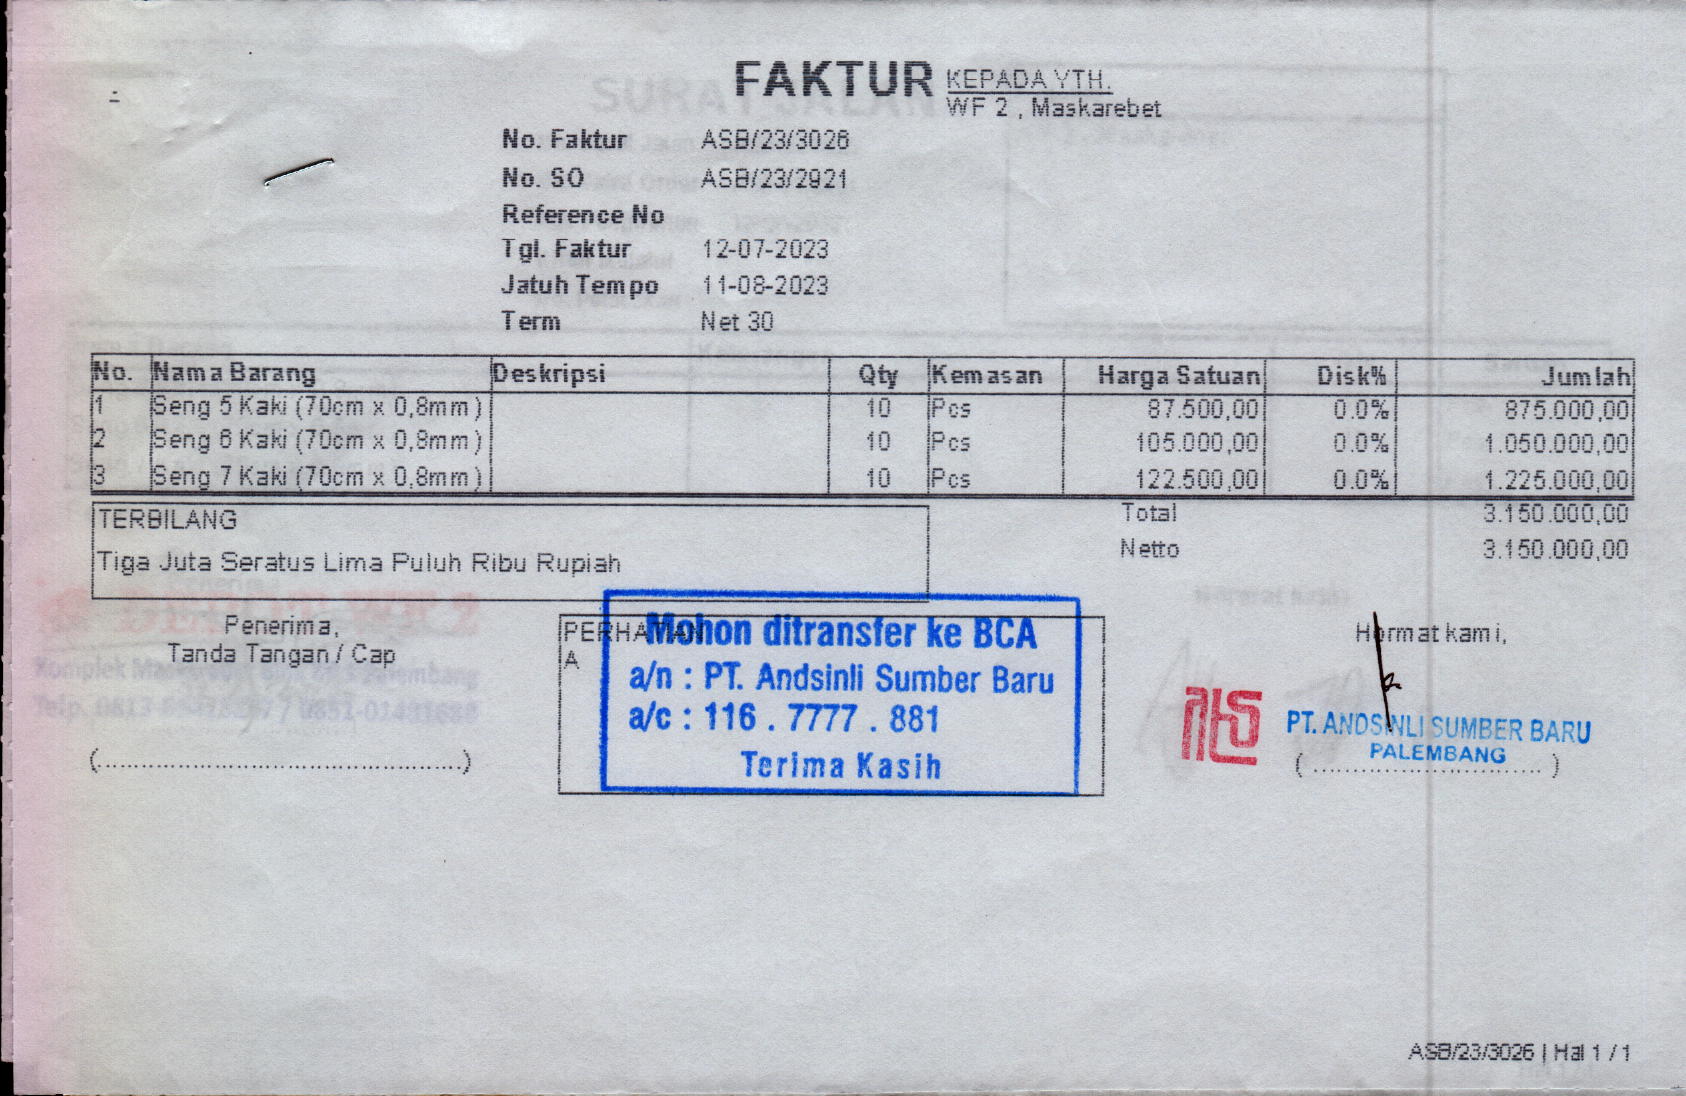 FAKTUR
KEPADA YTH.
WF 2 , Maskarebet
No. Faktur ASB/23/3026
No. SO ASB/23/2921
Reference No
Tgl. Faktur 12-07-2023
Jatuh Tempo 11-08-2023
Term Net 30
No. Nama Barang Deskripsi Qty Kemasan Harga Satuan Disk% Jumlah
1 Seng 5 Kaki (70cm x 0,8mm) 10 Pcs 87.500,00 0.0% 875.000,00
2 Seng 6 Kaki (70cm x 0,8mm) 10 Pcs 105.000,00 0.0% 1.050.000,00
3 Seng 7 Kaki (70cm x 0,8mm) 10 Pcs 122.500,00 0.0% 1.225.000,00
Total 3.150.000,00
Netto 3.150.000,00
TERBILANG
Tiga Juta Seratus Lima Puluh Ribu Rupiah
Penerima,
Tanda Tangan / Cap
(............................................)
PERHATIAN
A
Mohon ditransfer ke BCA
a/n : PT. Andsinli Sumber Baru
a/c : 116 . 7777 . 881
Terima Kasih
Hormat kami,
PT. ANDSINLI SUMBER BARU
PALEMBANG
(............................)
ASB/23/3026 | Hal 1 / 1